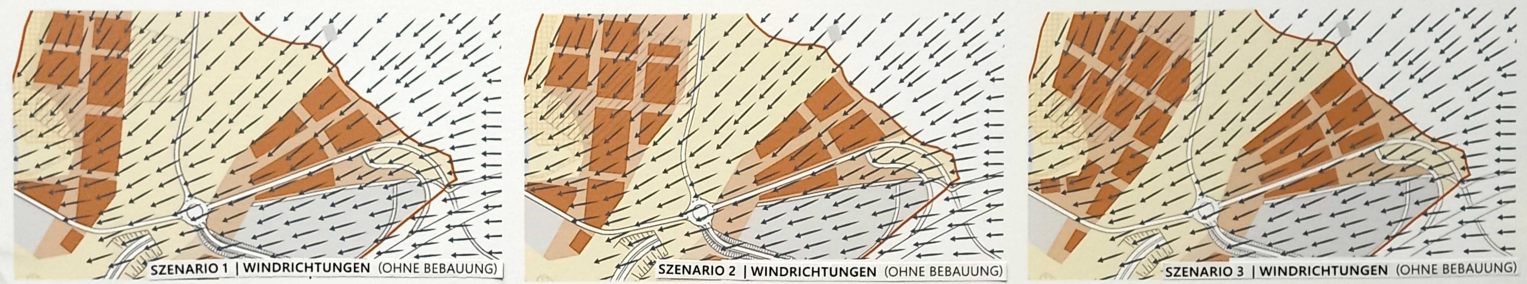 SZENARIO 1 | WINDRICHTUNGEN (OHNE BEBAUUNG)
SZENARIO 2 | WINDRICHTUNGEN (OHNE BEBAUUNG)
SZENARIO 3 | WINDRICHTUNGEN (OHNE BEBAUUNG)